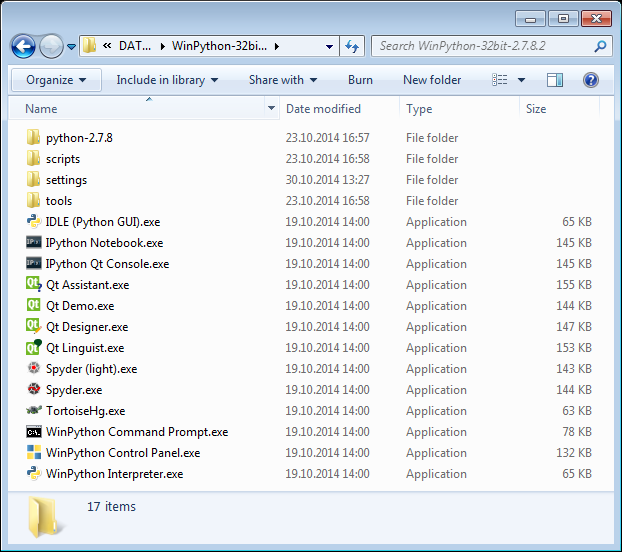 « DAT... WinPython-32bi... Search WinPython-32bit-2.7.8.2
Organize Include in library Share with Burn New folder
Name Date modified Type Size
python-2.7.8 23.10.2014 16:57 File folder
scripts 23.10.2014 16:58 File folder
settings 30.10.2014 13:27 File folder
tools 23.10.2014 16:58 File folder
IDLE (Python GUI).exe 19.10.2014 14:00 Application 65 KB
IPython Notebook.exe 19.10.2014 14:00 Application 145 KB
IPython Qt Console.exe 19.10.2014 14:00 Application 145 KB
Qt Assistant.exe 19.10.2014 14:00 Application 155 KB
Qt Demo.exe 19.10.2014 14:00 Application 144 KB
Qt Designer.exe 19.10.2014 14:00 Application 147 KB
Qt Linguist.exe 19.10.2014 14:00 Application 153 KB
Spyder (light).exe 19.10.2014 14:00 Application 143 KB
Spyder.exe 19.10.2014 14:00 Application 144 KB
TortoiseHg.exe 19.10.2014 14:00 Application 63 KB
WinPython Command Prompt.exe 19.10.2014 14:00 Application 78 KB
WinPython Control Panel.exe 19.10.2014 14:00 Application 132 KB
WinPython Interpreter.exe 19.10.2014 14:00 Application 65 KB
17 items